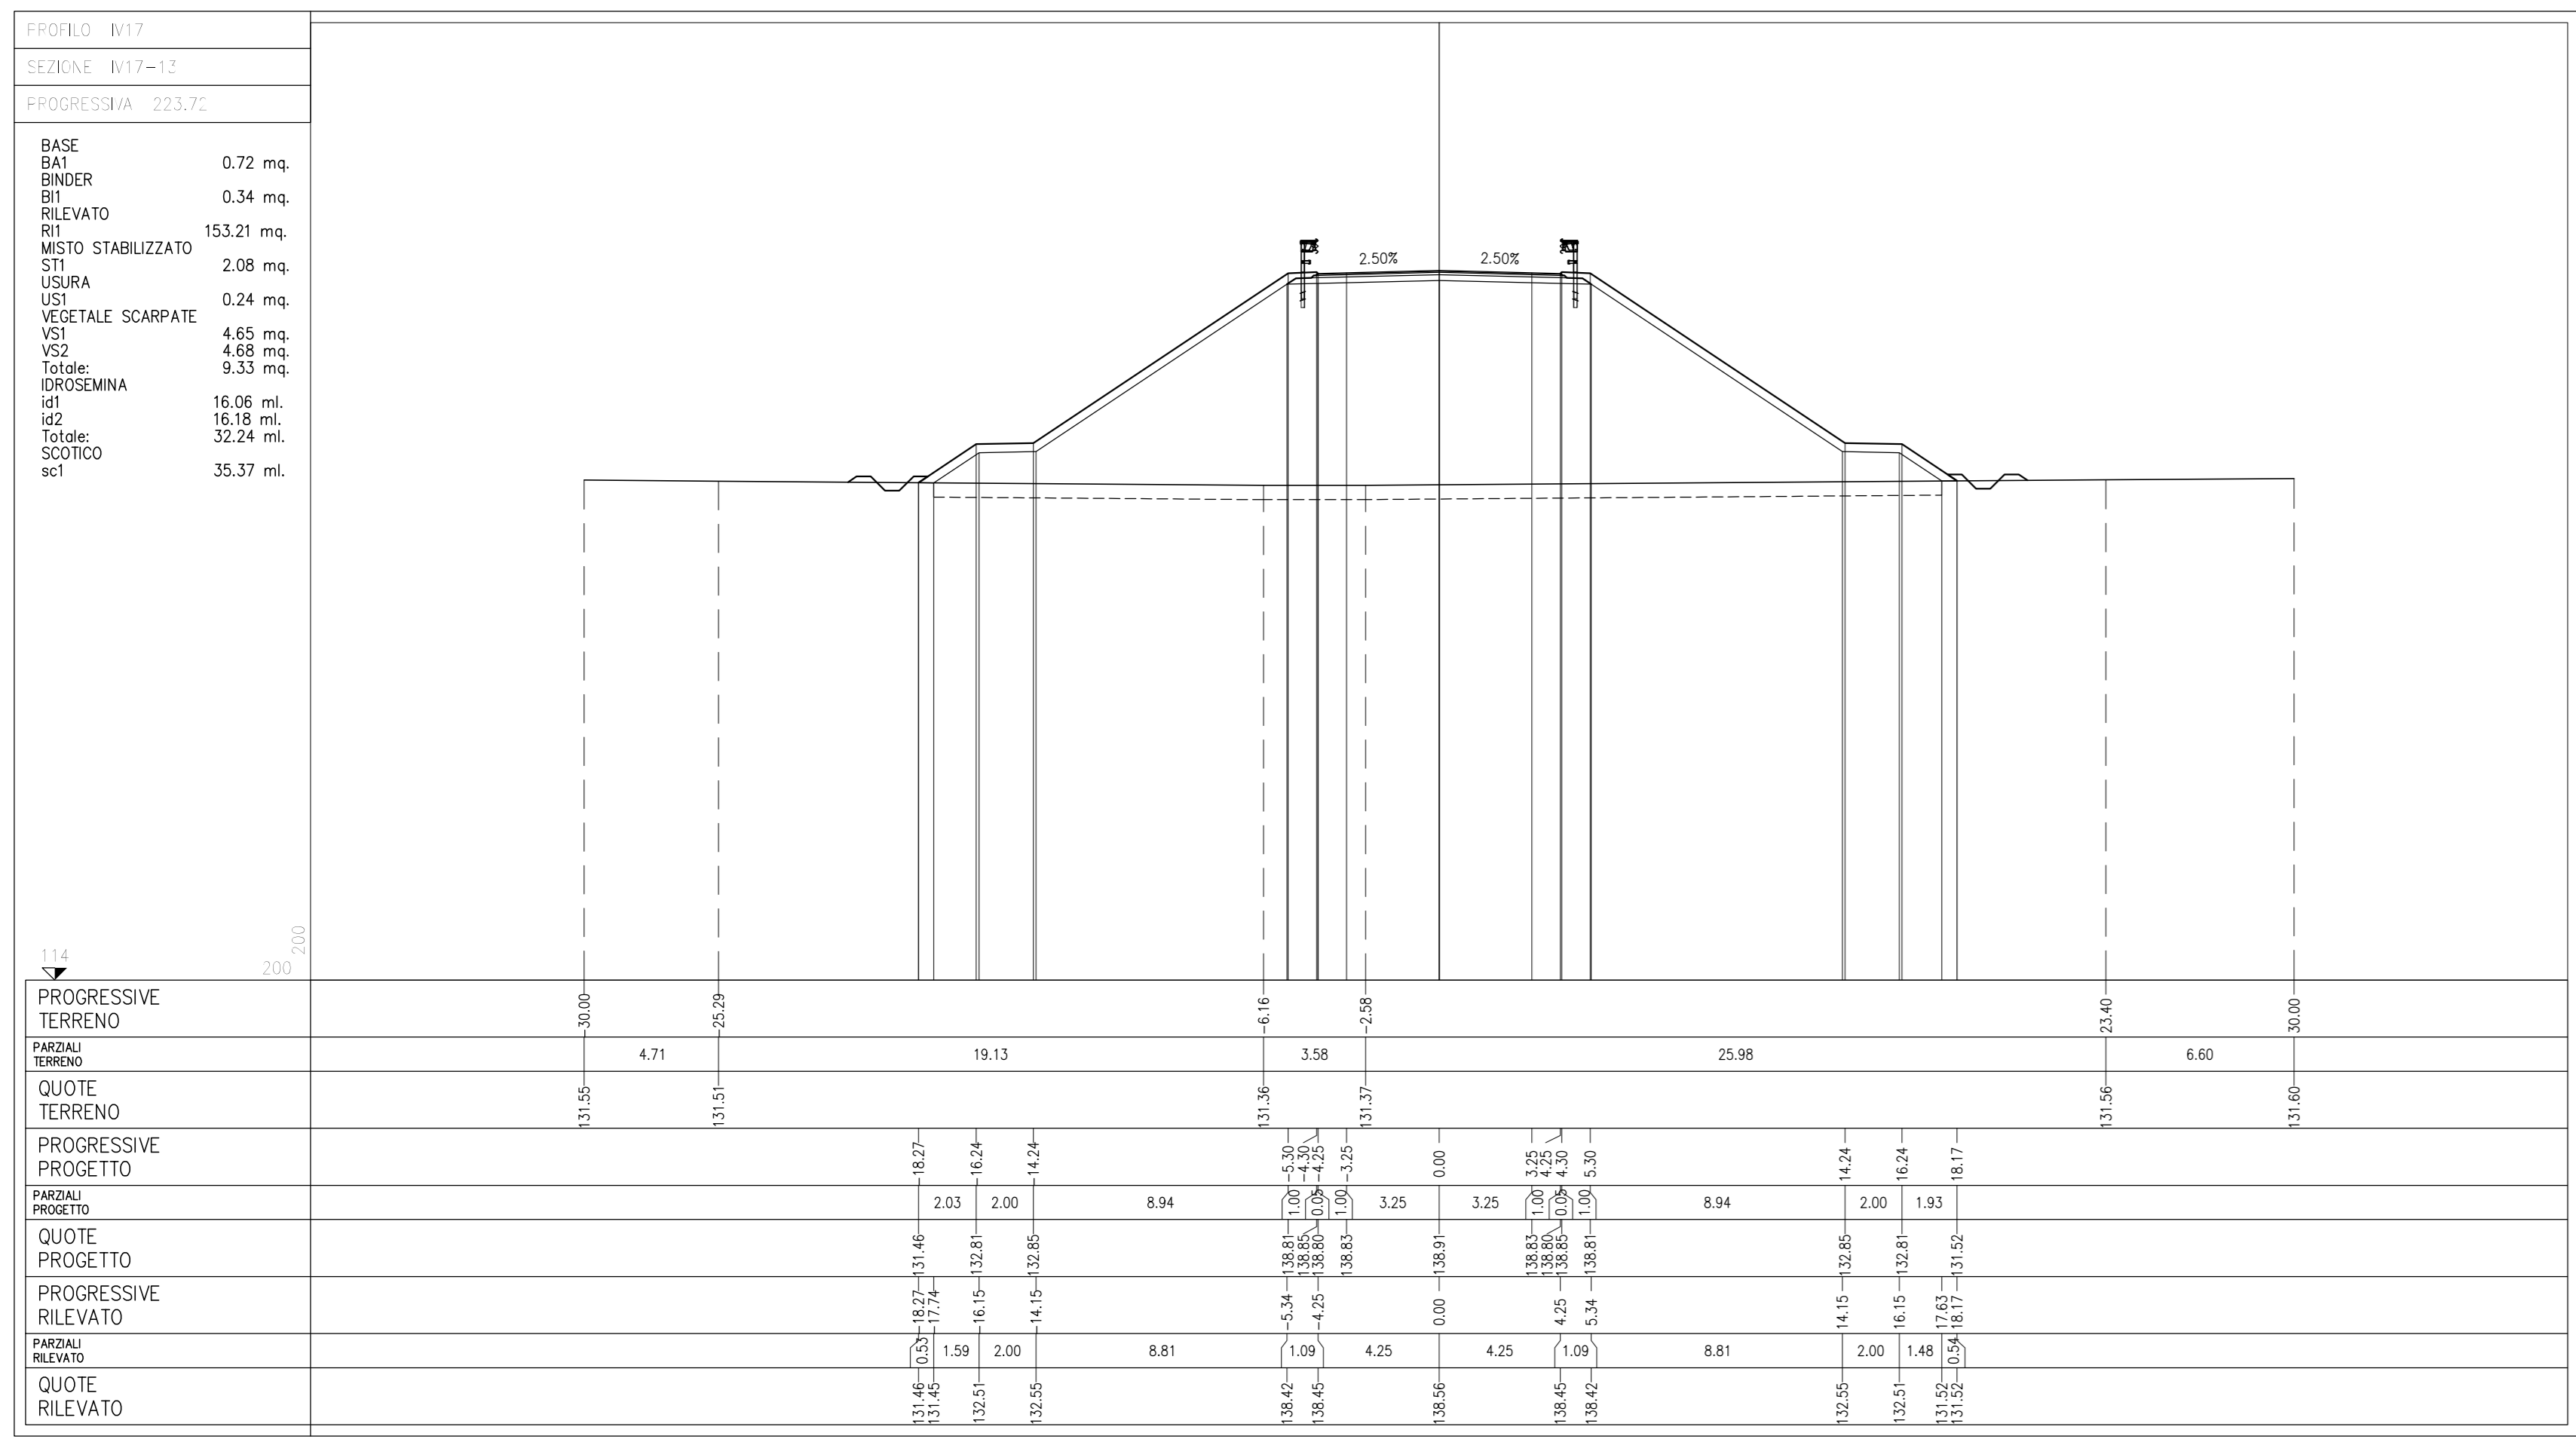 PROFILO IV17
SEZIONE IV17-13
PROGRESSIVA 223.72
BASE
BA1 0.72 mq.
BINDER
BI1 0.34 mq.
RILEVATO
RI1 153.21 mq.
MISTO STABILIZZATO
ST1 2.08 mq.
USURA
US1 0.24 mq.
VEGETALE SCARPATE
VS1 4.65 mq.
VS2 4.68 mq.
Totale: 9.33 mq.
IDROSEMINA
id1 16.06 ml.
id2 16.18 ml.
Totale: 32.24 ml.
SCOTICO
sc1 35.37 ml.
2.50% 2.50%
114
200
200
PROGRESSIVE
TERRENO
-30.00 -25.29 -6.16 -2.58 23.40 30.00
PARZIALI
TERRENO
4.71 19.13 3.58 25.98 6.60
QUOTE
TERRENO
131.55 131.51 131.36 131.37 131.56 131.60
PROGRESSIVE
PROGETTO
-18.27 -16.24 -14.24 -5.30 -4.30 -4.25 -3.25 0.00 3.25 4.25 4.30 5.30 14.24 16.24 18.17
PARZIALI
PROGETTO
2.03 2.00 8.94 1.00 0.05 1.00 3.25 3.25 1.00 0.05 1.00 8.94 2.00 1.93
QUOTE
PROGETTO
131.46 132.81 132.85 138.81 138.85 138.80 138.83 138.91 138.83 138.80 138.85 138.81 132.85 132.81 131.52
PROGRESSIVE
RILEVATO
-18.27 -17.74 -16.15 -14.15 -5.34 -4.25 0.00 4.25 5.34 14.15 16.15 17.63 18.17
PARZIALI
RILEVATO
0.53 1.59 2.00 8.81 1.09 4.25 4.25 1.09 8.81 2.00 1.48 0.54
QUOTE
RILEVATO
131.46 131.45 132.51 132.55 138.42 138.45 138.56 138.45 138.42 132.55 132.51 131.52 131.52